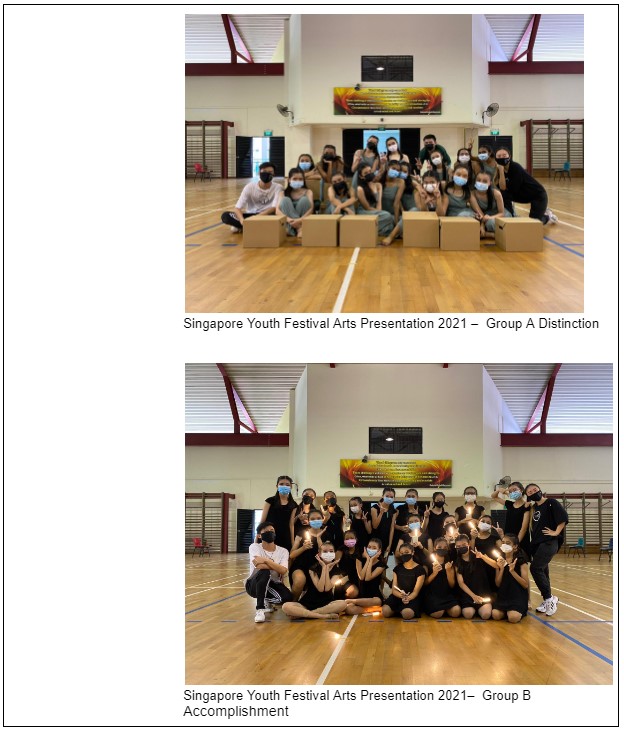 Singapore Youth Festival Arts Presentation 2021 –  Group A Distinction
Singapore Youth Festival Arts Presentation 2021–  Group B
Accomplishment